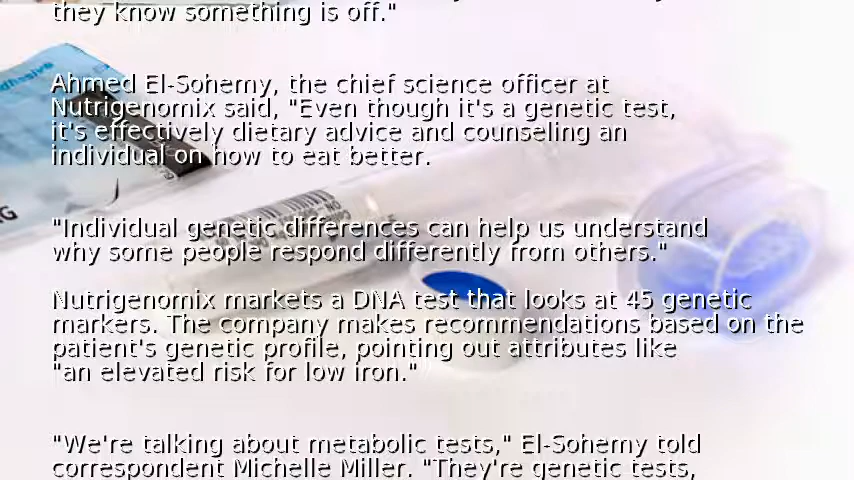 they know something is off."
Ahmed El-Sohemy, the chief science officer at
Nutrigenomix said, "Even though it's a genetic test,
it's effectively dietary advice and counseling an
individual on how to eat better.
"Individual genetic differences can help us understand
why some people respond differently from others."
Nutrigenomix markets a DNA test that looks at 45 genetic
markers. The company makes recommendations based on the
patient's genetic profile, pointing out attributes like
"an elevated risk for low iron."
"We're talking about metabolic tests," El-Sohemy told
correspondent Michelle Miller. "They're genetic tests,